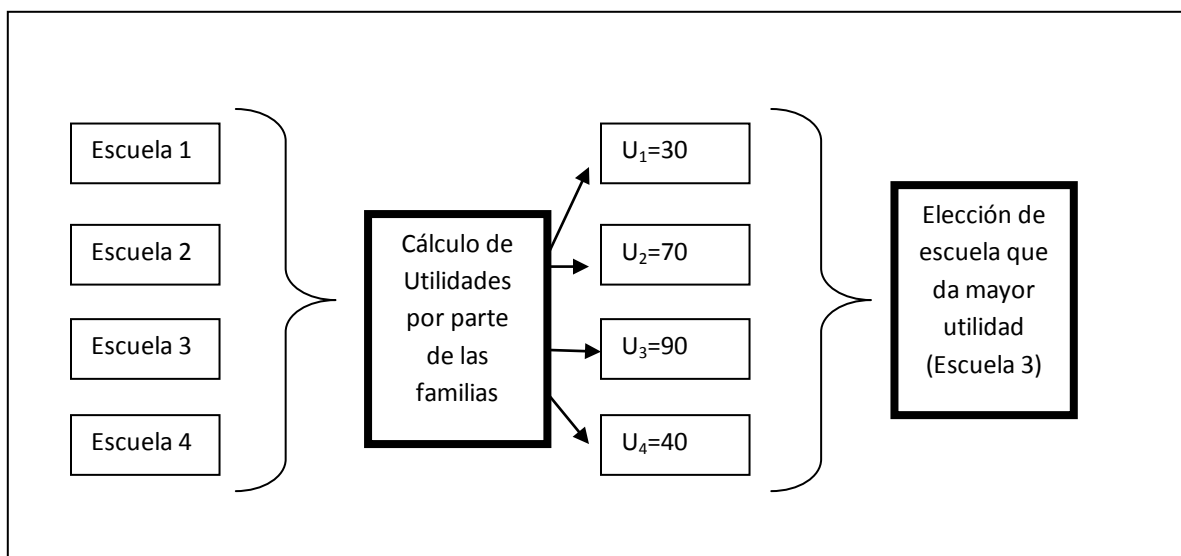 Escuela 1
Escuela 2
Escuela 3
Escuela 4
Cálculo de
Utilidades
por parte
de las
familias
U₁=30
U₂=70
U₃=90
U₄=40
Elección de
escuela que
da mayor
utilidad
(Escuela 3)